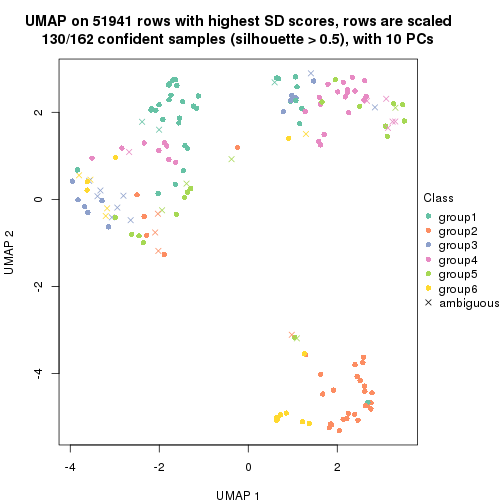 UMAP on 51941 rows with highest SD scores, rows are scaled
130/162 confident samples (silhouette > 0.5), with 10 PCs
UMAP 2
2
0
-2
-4
-4
-2
0
2
UMAP 1
Class
group1
group2
group3
group4
group5
group6
ambiguous